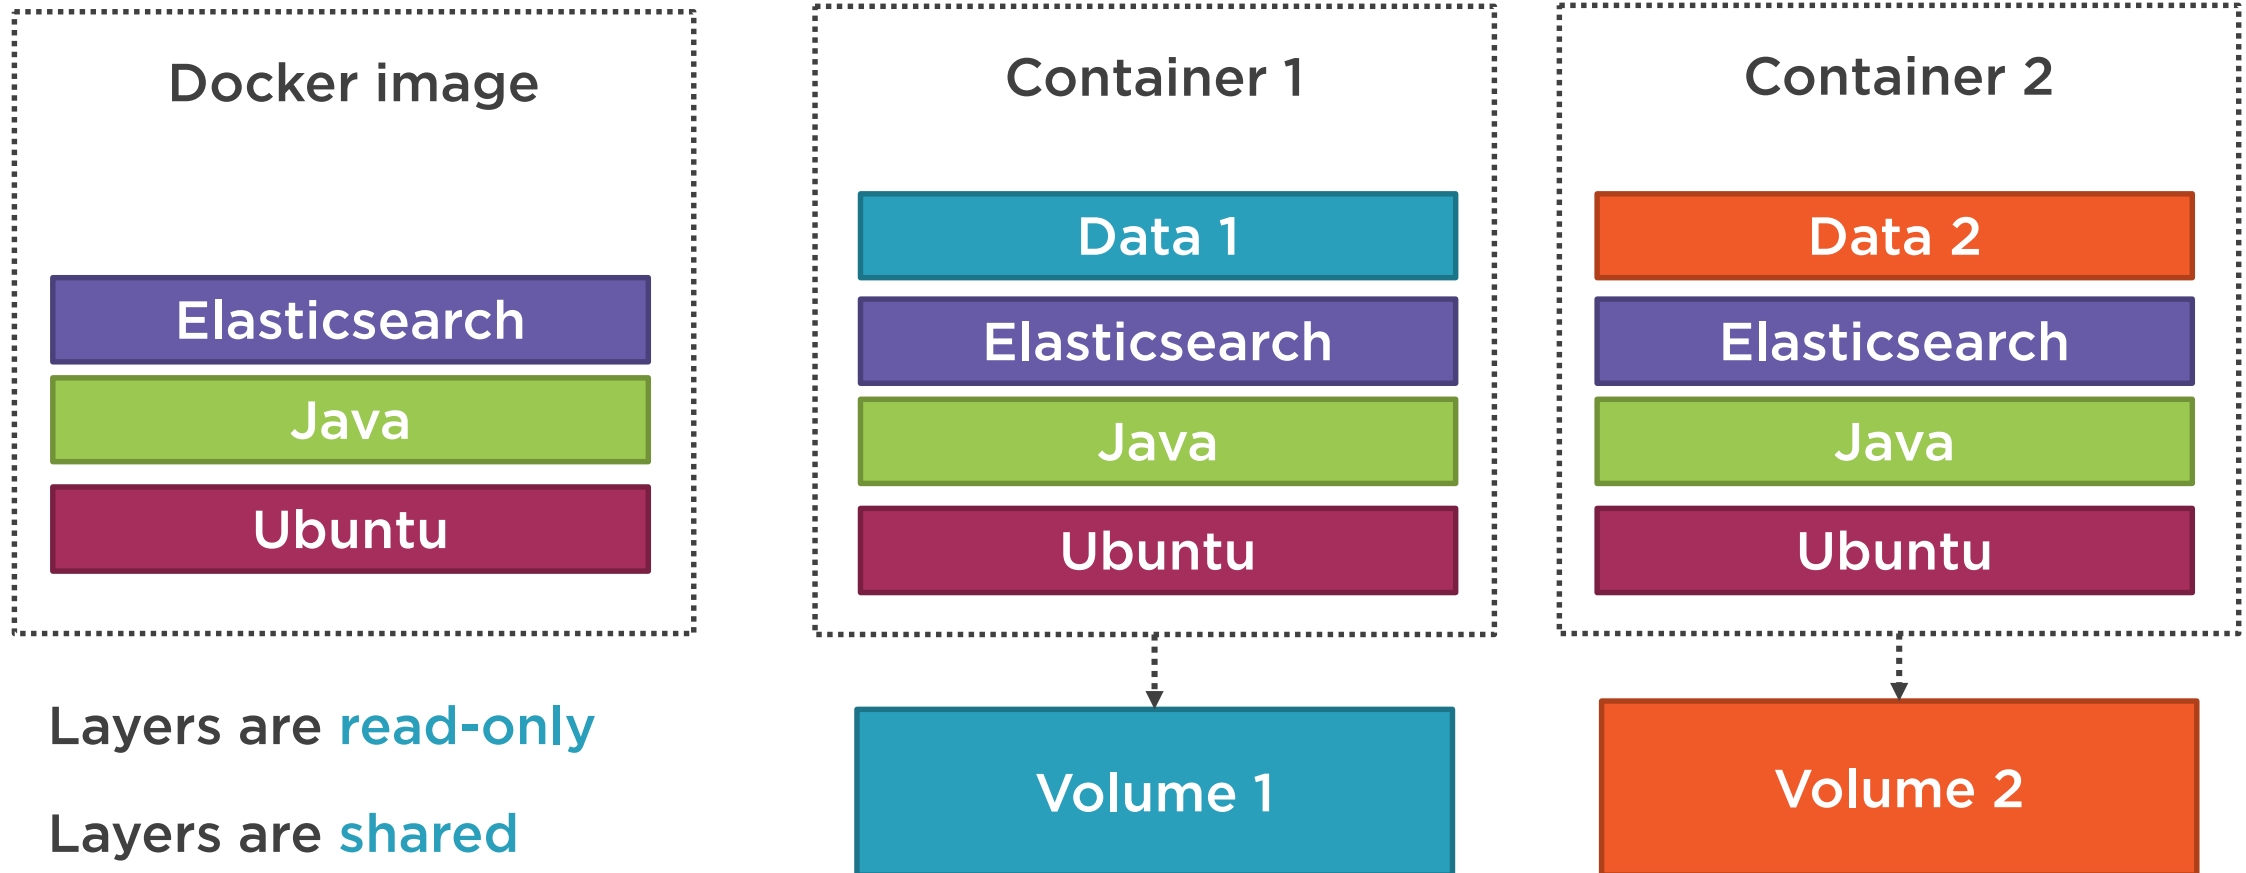 Docker image
Elasticsearch
Java
Ubuntu
Layers are read-only
Layers are shared
Container 1
Data 1
Elasticsearch
Java
Ubuntu
Volume 1
Container 2
Data 2
Elasticsearch
Java
Ubuntu
Volume 2